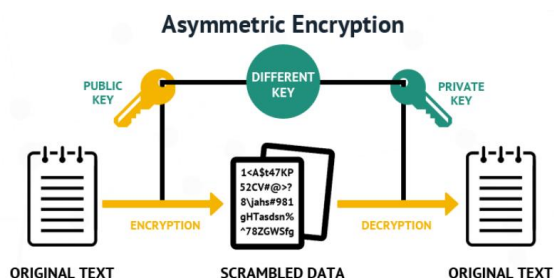 Asymmetric Encryption
PUBLIC
KEY
DIFFERENT
KEY
PRIVATE
KEY
1<A$t47KP
52CV#@>?
8\jahs#981
gHTasdsn%
^78ZGWSfg
ENCRYPTION
DECRYPTION
ORIGINAL TEXT
SCRAMBLED DATA
ORIGINAL TEXT